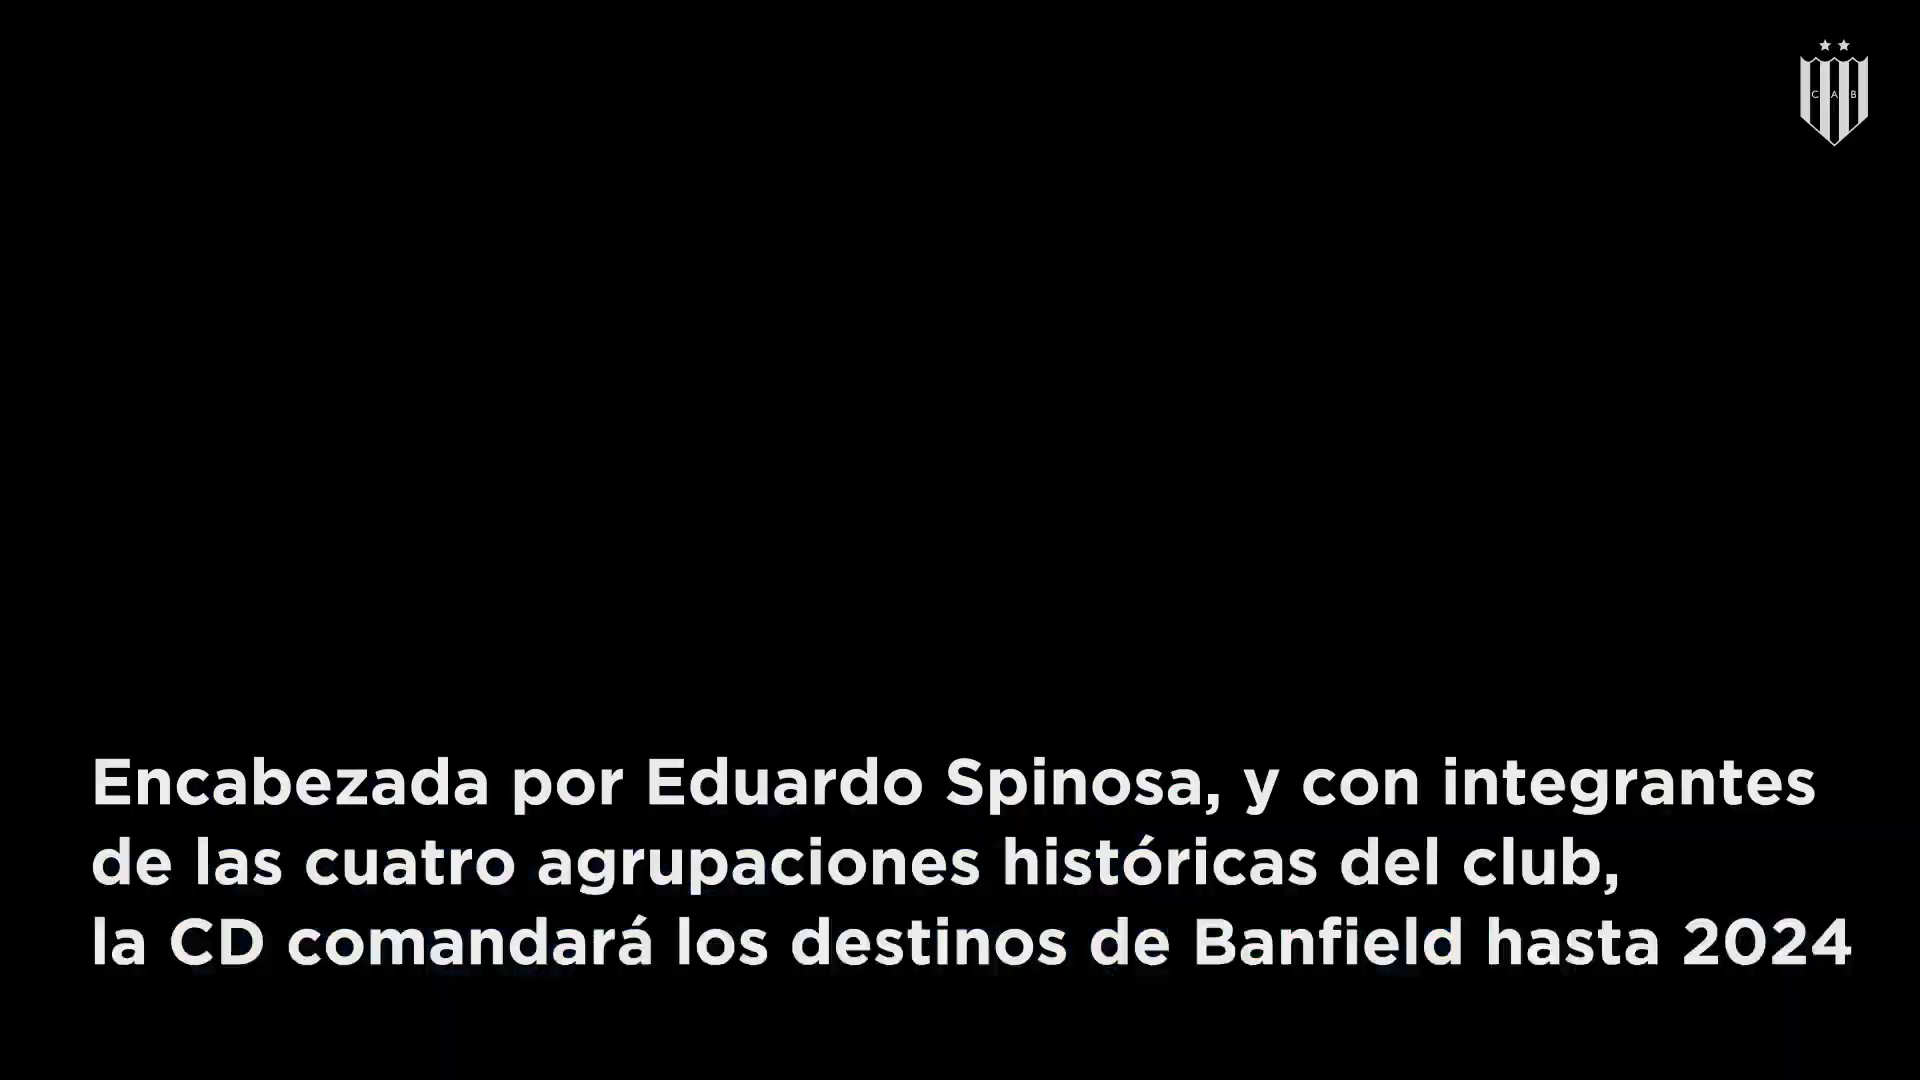 C A B
Encabezada por Eduardo Spinosa, y con integrantes
de las cuatro agrupaciones históricas del club,
la CD comandará los destinos de Banfield hasta 2024